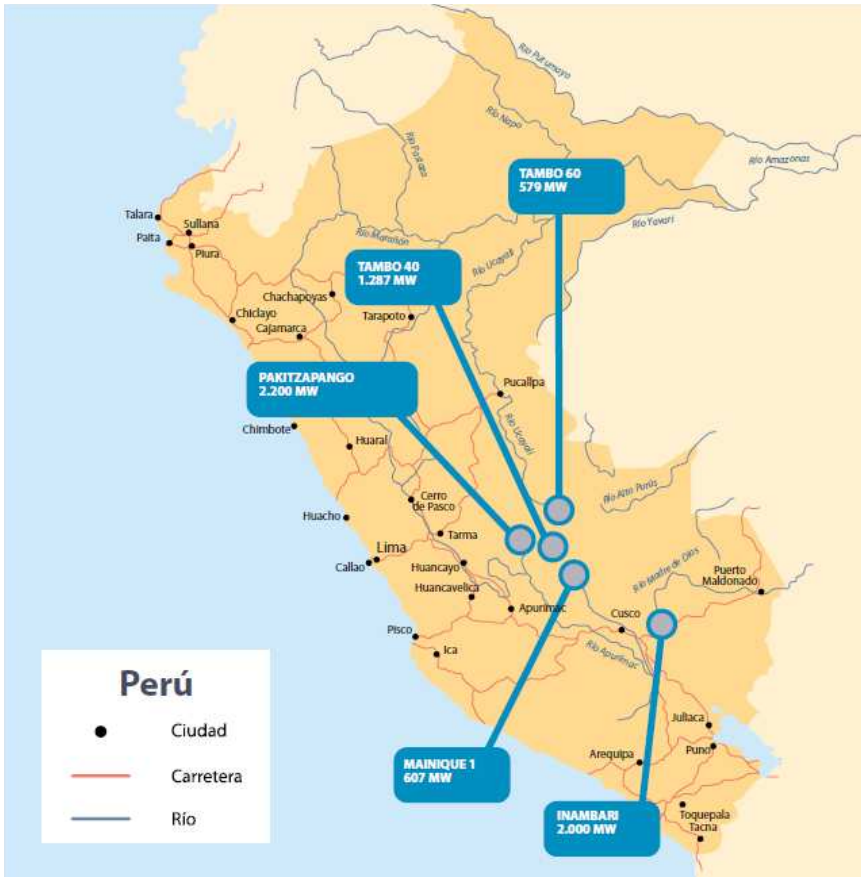 Río Putumayo
Río Napo
Río Pastaza
Río Amazonas
TAMBO 60
579 MW
Río Yavari
Talara
Sullana
Paita
Piura
Río Marañón
Río Ucayali
TAMBO 40
1.287 MW
Chachapoyas
Tarapoto
Chiclayo
Cajamarca
PAKITZAPANGO
2.200 MW
Pucallpa
Chimbote
Río Ucayali
Huaral
Cerro
de Pasco
Río Alto Purús
Huacho
Tarma
Lima
Callao
Huancayo
Río Madre de Dios
Puerto
Maldonado
Huancavelica
Apurímac
Cusco
Pisco
Ica
Río Apurímac
Perú
Ciudad
Carretera
Río
Juliaca
Puno
Arequipa
MAINIQUE 1
607 MW
INAMBARI
2.000 MW
Toquepala
Tacna